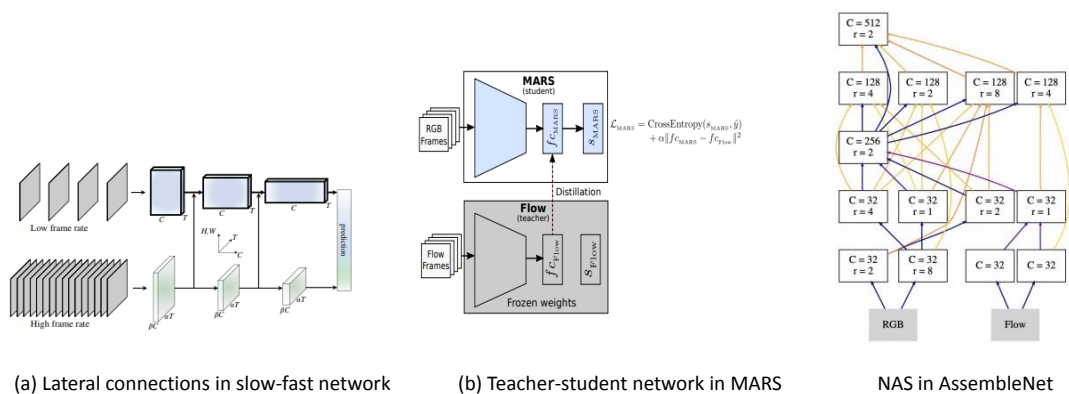 Low frame rate
High frame rate
C
T
C
T
C
T
H,W
T
C
αT
βC
αT
βC
αT
βC
prediction
(a) Lateral connections in slow-fast network
MARS
(student)
RGB
Frames
fc_MARS
s_MARS
L_MARS = CrossEntropy(s_MARS, ŷ)
+ α||fc_MARS − fc_Flow||²
Distillation
Flow
(teacher)
Flow
Frames
fc_Flow
s_Flow
Frozen weights
(b) Teacher-student network in MARS
C = 512
r = 2
C = 128
r = 4
C = 128
r = 2
C = 128
r = 8
C = 128
r = 4
C = 256
r = 2
C = 32
r = 4
C = 32
r = 1
C = 32
r = 2
C = 32
r = 1
C = 32
r = 2
C = 32
r = 8
C = 32
C = 32
RGB
Flow
NAS in AssembleNet